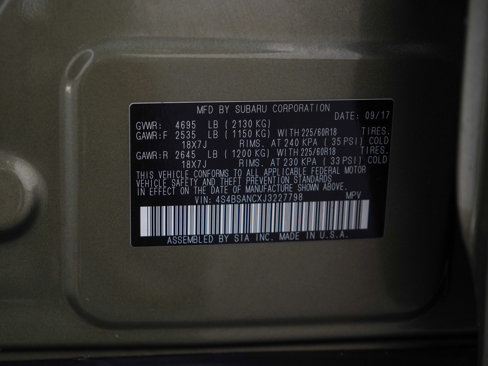 MFD BY SUBARU CORPORATION
DATE: 09/17
GVWR: 4695 LB ( 2130 KG)
GAWR:F 2535 LB ( 1150 KG) WITH 225/60R18 TIRES.
18X7J RIMS. AT 240 KPA ( 35 PSI) COLD
GAWR:R 2645 LB ( 1200 KG) WITH 225/60R18 TIRES.
18X7J RIMS. AT 230 KPA ( 33 PSI) COLD
THIS VEHICLE CONFORMS TO ALL APPLICABLE FEDERAL MOTOR
VEHICLE SAFETY AND THEFT PREVENTION STANDARDS
IN EFFECT ON THE DATE OF MANUFACTURE SHOWN ABOVE.
VIN: 4S4BSANCXJ3227798 MPV
ASSEMBLED BY SIA INC. MADE IN U.S.A.